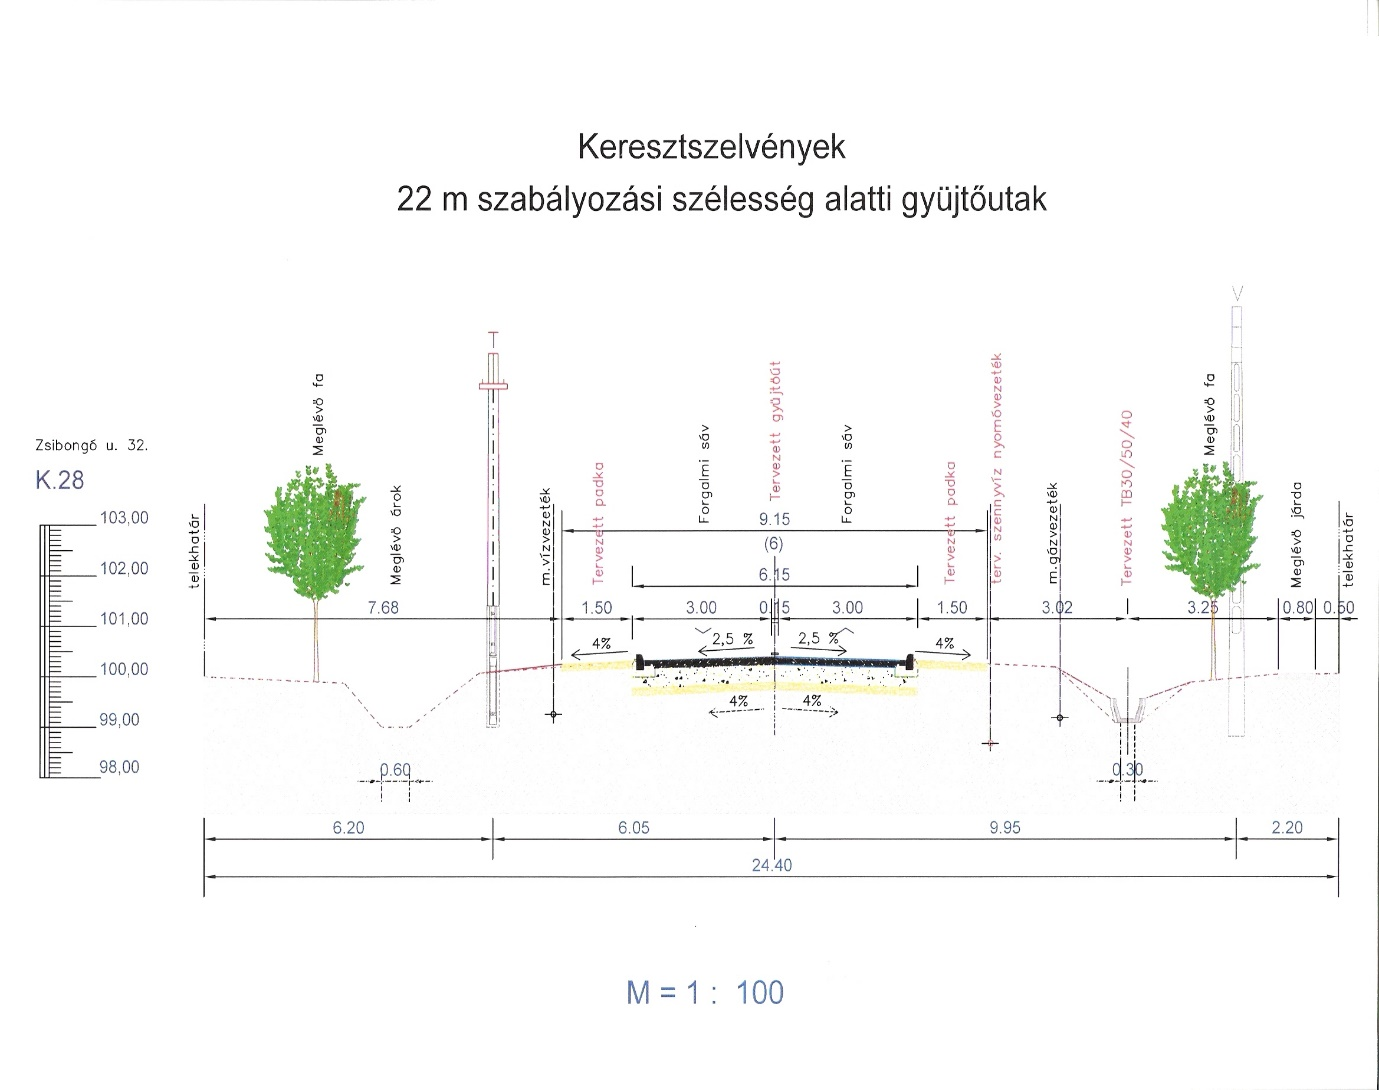 Keresztszelvények
22 m szabályozási szélesség alatti gyüjtőutak
Zsibongó u. 32.
K.28
103,00
102,00
101,00
100,00
99,00
98,00
telekhatár
Meglévő fa
Meglévő árok
m.vízvezeték
Tervezett padka
Forgalmi sáv
Tervezett gyüjtőút
Forgalmi sáv
Tervezett padka
terv. szennyvíz nyomóvezeték
m.gázvezeték
Tervezett TB30/50/40
Meglévő fa
Meglévő járda
telekhatár
9.15
(6)
6.15
7.68 1.50 3.00 0.15 3.00 1.50 3.02 3.25 0.80 0.50
4% 2,5 % 2,5 % 4%
4% 4%
0.60 0.30
6.20 6.05 9.95 2.20
24.40
M = 1 : 100